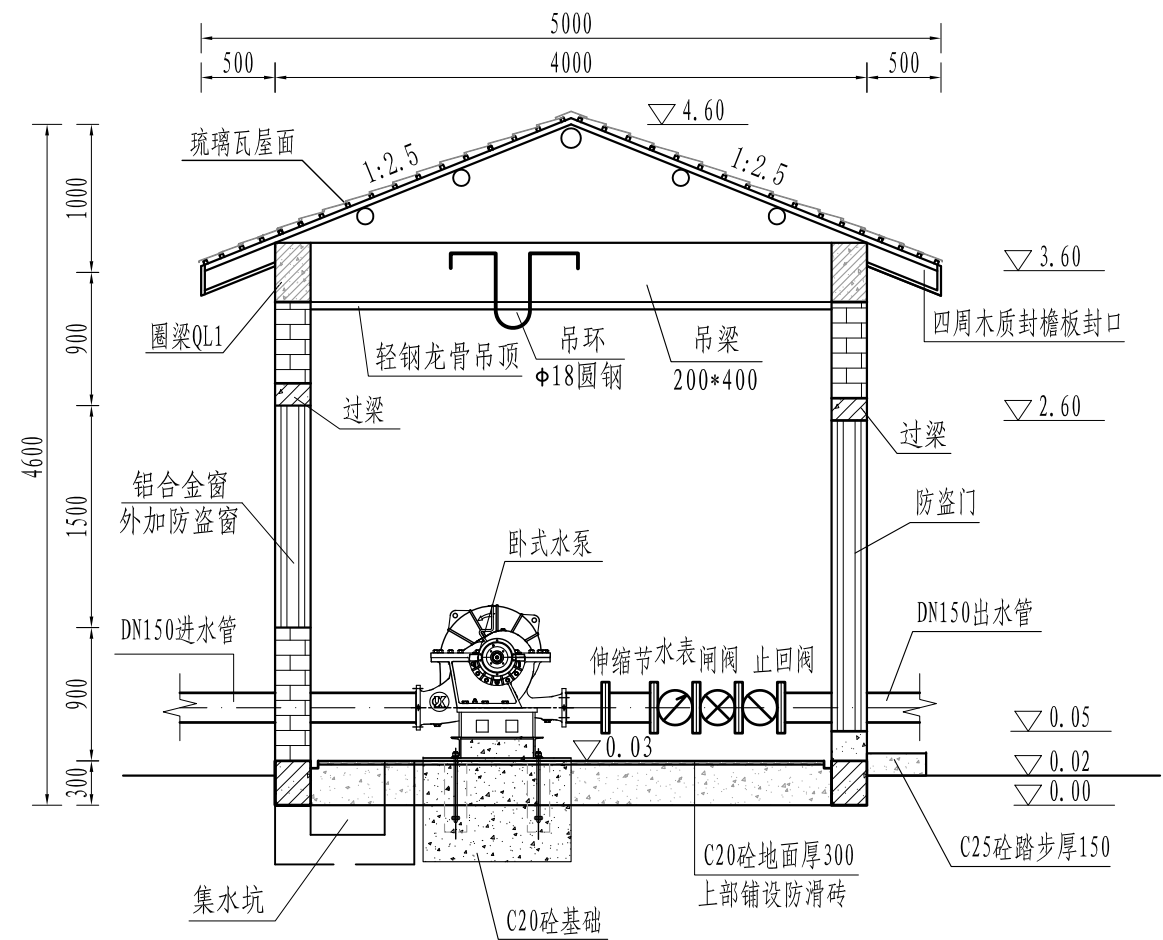 5000
500
4000
500
4.60
琉璃瓦屋面
1:2.5
1:2.5
1000
3.60
圈梁QL1
900
轻钢龙骨吊顶
吊环
Φ18圆钢
吊梁
200*400
四周木质封檐板封口
过梁
2.60
过梁
4600
铝合金窗
外加防盗窗
1500
防盗门
卧式水泵
DN150进水管
DN150出水管
伸缩节
水表
闸阀
止回阀
900
0.05
0.03
0.02
300
0.00
C20砼地面厚300
上部铺设防滑砖
C25砼踏步厚150
集水坑
C20砼基础